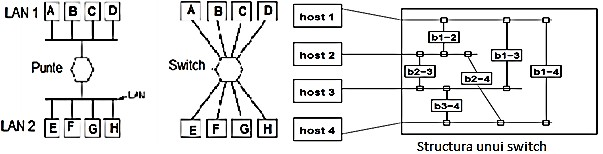 LAN 1 A B C D
Punte
LAN
LAN 2 E F G H
A B C D
Switch
E F G H
host 1
host 2
host 3
host 4
b1-2
b1-3
b1-4
b2-3
b2-4
b3-4
Structura unui switch